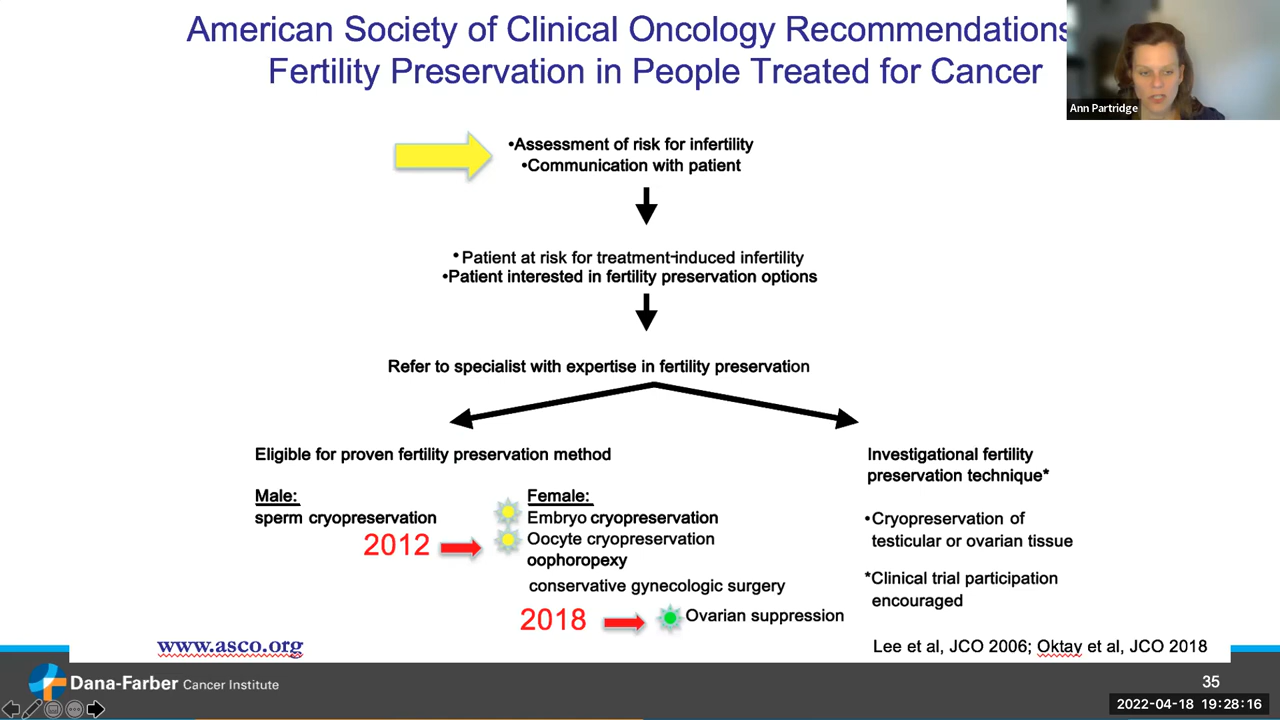 American Society of Clinical Oncology Recommendations
Fertility Preservation in People Treated for Cancer
Ann Partridge
•Assessment of risk for infertility
•Communication with patient
•Patient at risk for treatment-induced infertility
•Patient interested in fertility preservation options
Refer to specialist with expertise in fertility preservation
Eligible for proven fertility preservation method
Male:
sperm cryopreservation
2012
Female:
Embryo cryopreservation
Oocyte cryopreservation
oophoropexy
conservative gynecologic surgery
2018
Ovarian suppression
Investigational fertility
preservation technique*
•Cryopreservation of
testicular or ovarian tissue
*Clinical trial participation
encouraged
www.asco.org
Lee et al, JCO 2006; Oktay et al, JCO 2018
Dana-Farber Cancer Institute
35
2022-04-18 19:28:16